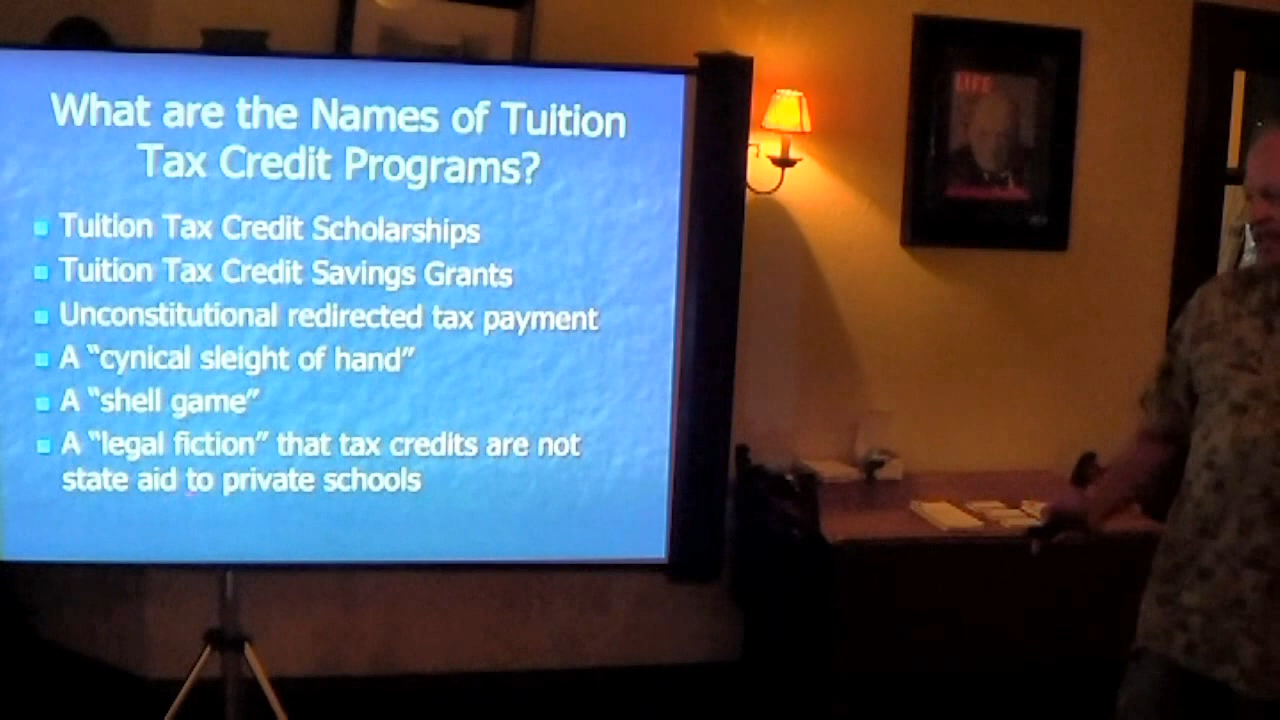 What are the Names of Tuition
Tax Credit Programs?
Tuition Tax Credit Scholarships
Tuition Tax Credit Savings Grants
Unconstitutional redirected tax payment
A “cynical sleight of hand”
A “shell game”
A “legal fiction” that tax credits are not
state aid to private schools
LIFE